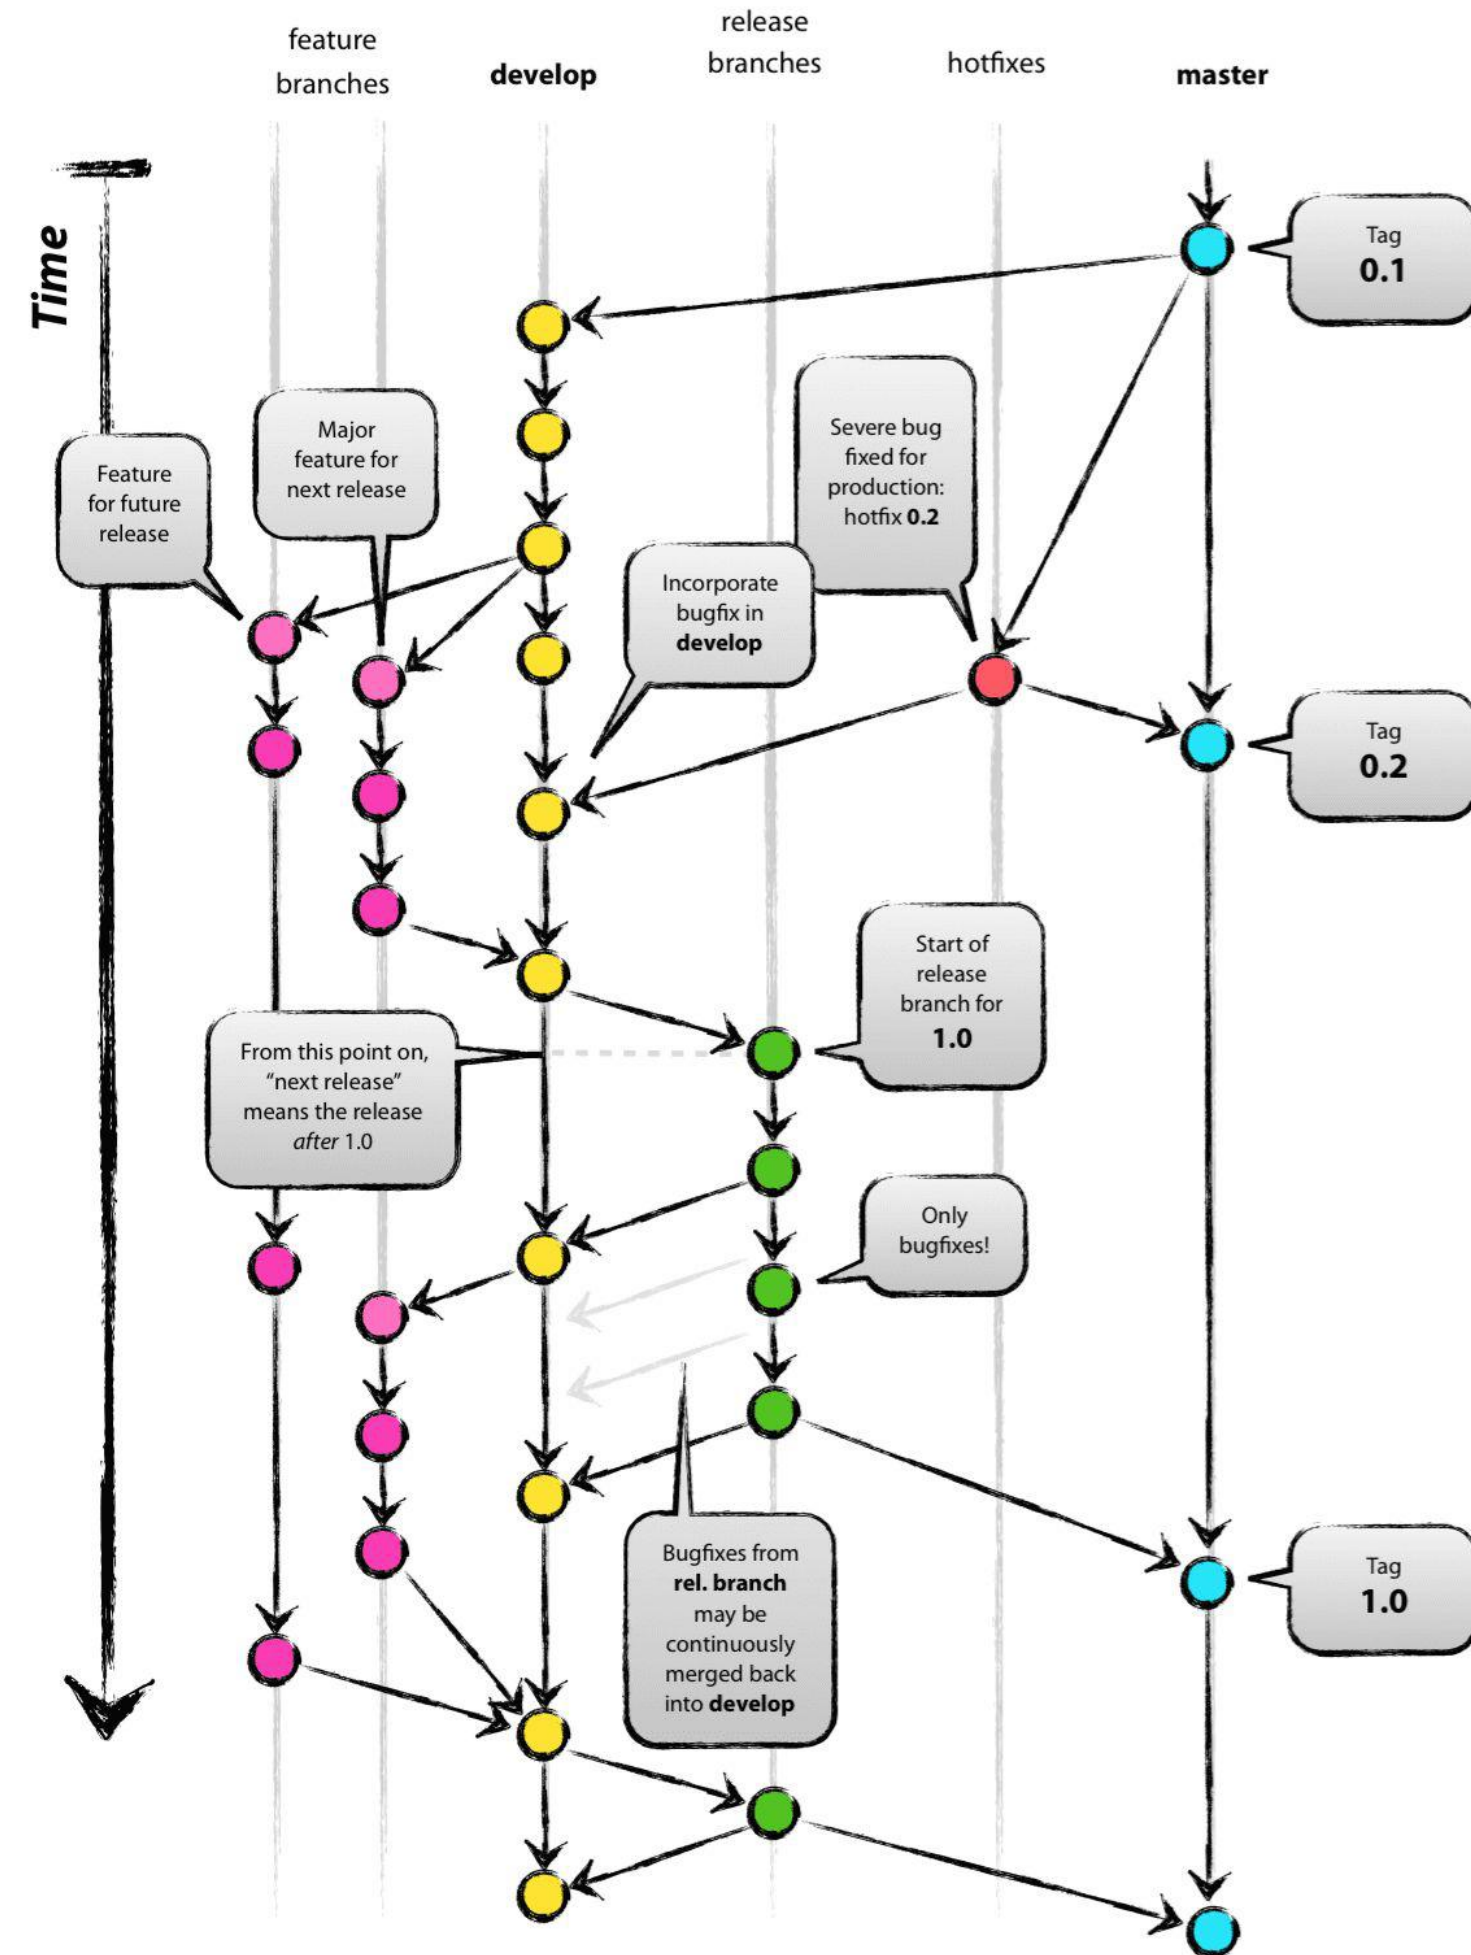 feature
branches
develop
release
branches
hotfixes
master
Time
Tag
0.1
Feature
for future
release
Major
feature for
next release
Severe bug
fixed for
production:
hotfix 0.2
Incorporate
bugfix in
develop
Tag
0.2
Start of
release
branch for
1.0
From this point on,
“next release”
means the release
after 1.0
Only
bugfixes!
Bugfixes from
rel. branch
may be
continuously
merged back
into develop
Tag
1.0